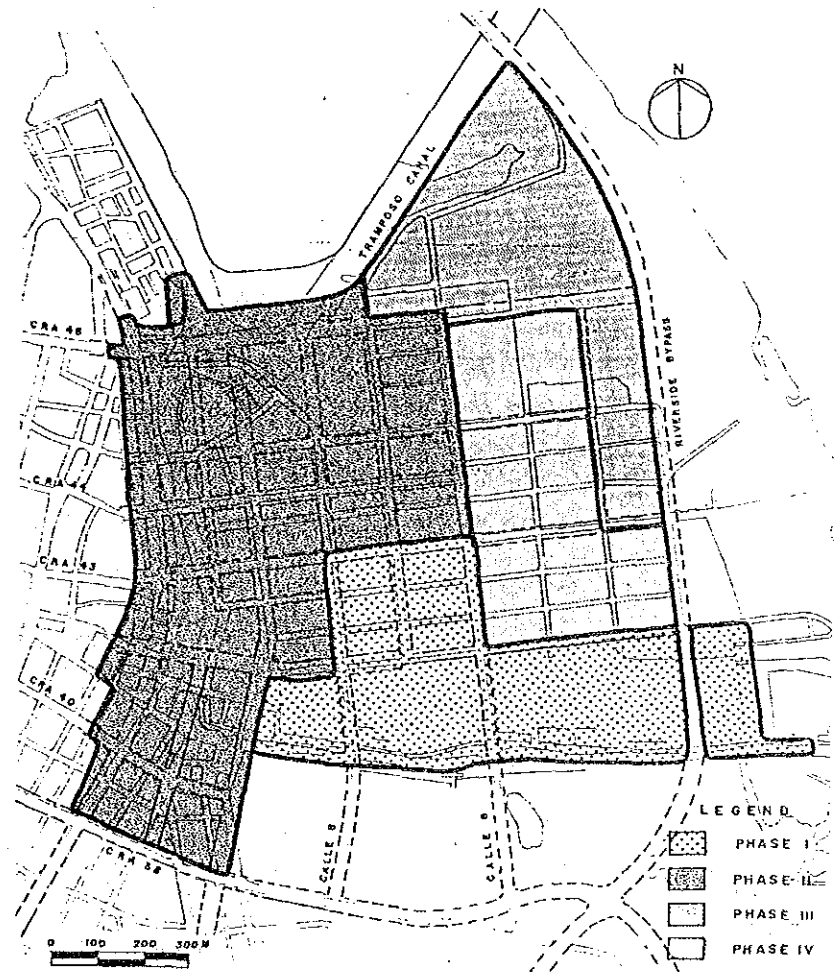 N
TRAMPOSO CANAL
CRA 46
RIVERSIDE BYPASS
CRA 44
CRA 43
CRA 40
CRA 38
CALLE 8
CALLE 6
LEGEND
PHASE I
PHASE II
PHASE III
PHASE IV
0 100 200 300 M